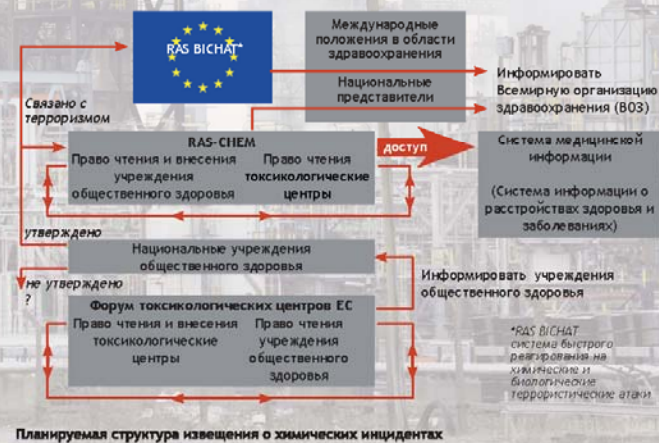 RAS BICHAT*
Международные
положения в области
здравоохранения
Национальные
представители
Информировать
Всемирную организацию
здравоохранения (ВОЗ)
Связано с
терроризмом
RAS-CHEM
Право чтения и внесения
учреждения
общественного здоровья
Право чтения
токсикологические
центры
доступ
Система медицинской
информации
(Система информации о
расстройствах здоровья и
заболеваниях)
утверждено
Национальные учреждения
общественного здоровья
не утверждено
?
Информировать учреждения
общественного здоровья
Форум токсикологических центров ЕС
Право чтения и внесения
токсикологические
центры
Право чтения
учреждения
общественного
здоровья
*RAS BICHAT
система быстрого
реагирования на
химические и
биологические
террористические атаки
Планируемая структура извещения о химических инцидентах